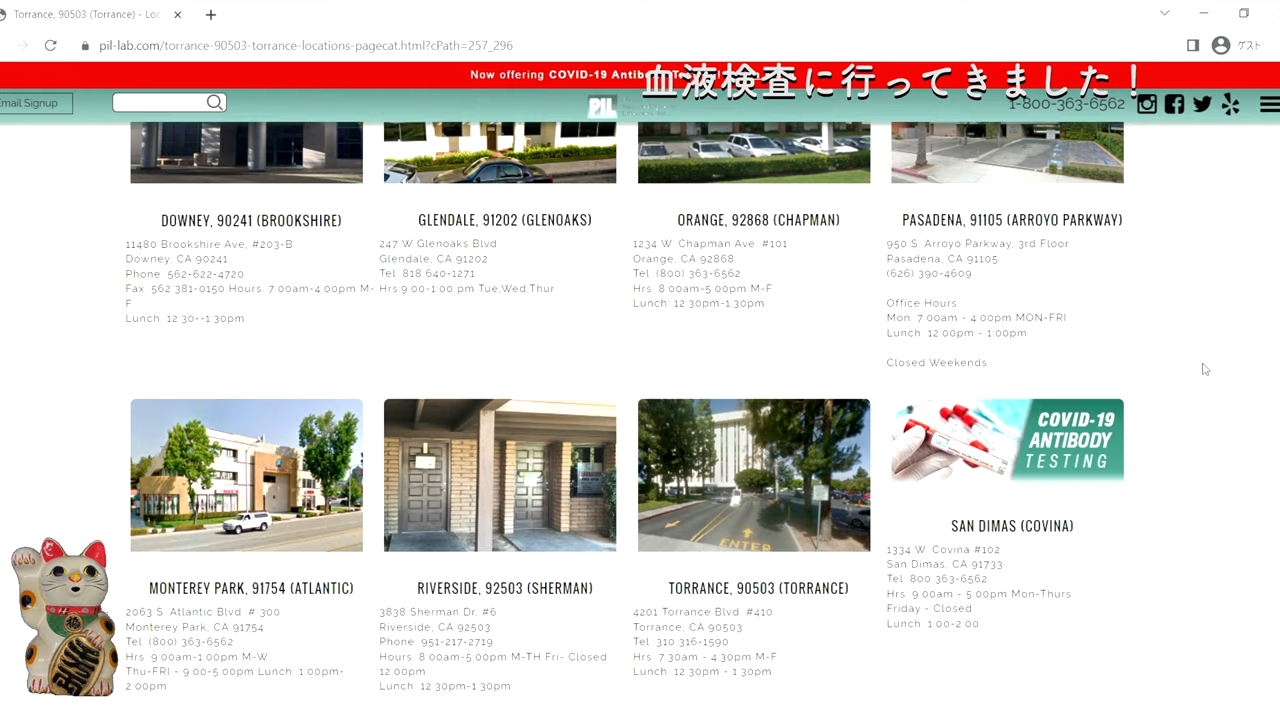 Torrance, 90503 (Torrance) - Loc
pil-lab.com/torrance-90503-torrance-locations-pagecat.html?cPath=257_296
ゲスト
Now offering COVID-19 Antib
血液検査に行ってきました！
Email Signup
PIL
1-800-363-6562
DOWNEY, 90241 (BROOKSHIRE)
11480 Brookshire Ave, #203-B
Downey, CA 90241
Phone 562-622-4720
Fax 562 381-0150 Hours: 7:00am-4:00pm M-
F
Lunch: 12:30--1:30pm
GLENDALE, 91202 (GLENOAKS)
247 W Glenoaks Blvd
Glendale, CA 91202
Tel: 818 640-1271
Hrs:9:00-1:00 pm Tue,Wed,Thur
ORANGE, 92868 (CHAPMAN)
1234 W. Chapman Ave. #101
Orange, CA 92868
Tel: (800) 363-6562
Hrs: 8:00am-5:00pm M-F
Lunch: 12:30pm-1:30pm
PASADENA, 91105 (ARROYO PARKWAY)
950 S. Arroyo Parkway, 3rd Floor
Pasadena, CA 91105
(626) 390-4609
Office Hours
Mon: 7:00am - 4:00pm MON-FRI
Lunch: 12:00pm - 1:00pm
Closed Weekends
ENTER
COVID-19
ANTIBODY
TESTING
MONTEREY PARK, 91754 (ATLANTIC)
2063 S. Atlantic Blvd. # 300
Monterey Park, CA 91754
Tel: (800) 363-6562
Hrs: 9:00am-1:00pm M-W
Thu-FRI - 9:00-5:00pm Lunch: 1:00pm-
2:00pm
RIVERSIDE, 92503 (SHERMAN)
3838 Sherman Dr. #6
Riverside, CA 92503
Phone: 951-217-2719
Hours: 8:00am-5:00pm M-TH Fri- Closed
12:00pm
Lunch: 12:30pm-1:30pm
TORRANCE, 90503 (TORRANCE)
4201 Torrance Blvd. #410
Torrance, CA 90503
Tel: 310 316-1590
Hrs: 7:30am - 4:30pm M-F
Lunch: 12:30pm - 1:30pm
SAN DIMAS (COVINA)
1334 W. Covina #102
San Dimas, CA 91733
Tel: 800 363-6562
Hrs: 9:00am - 5:00pm Mon-Thurs
Friday - Closed
Lunch: 1:00-2:00